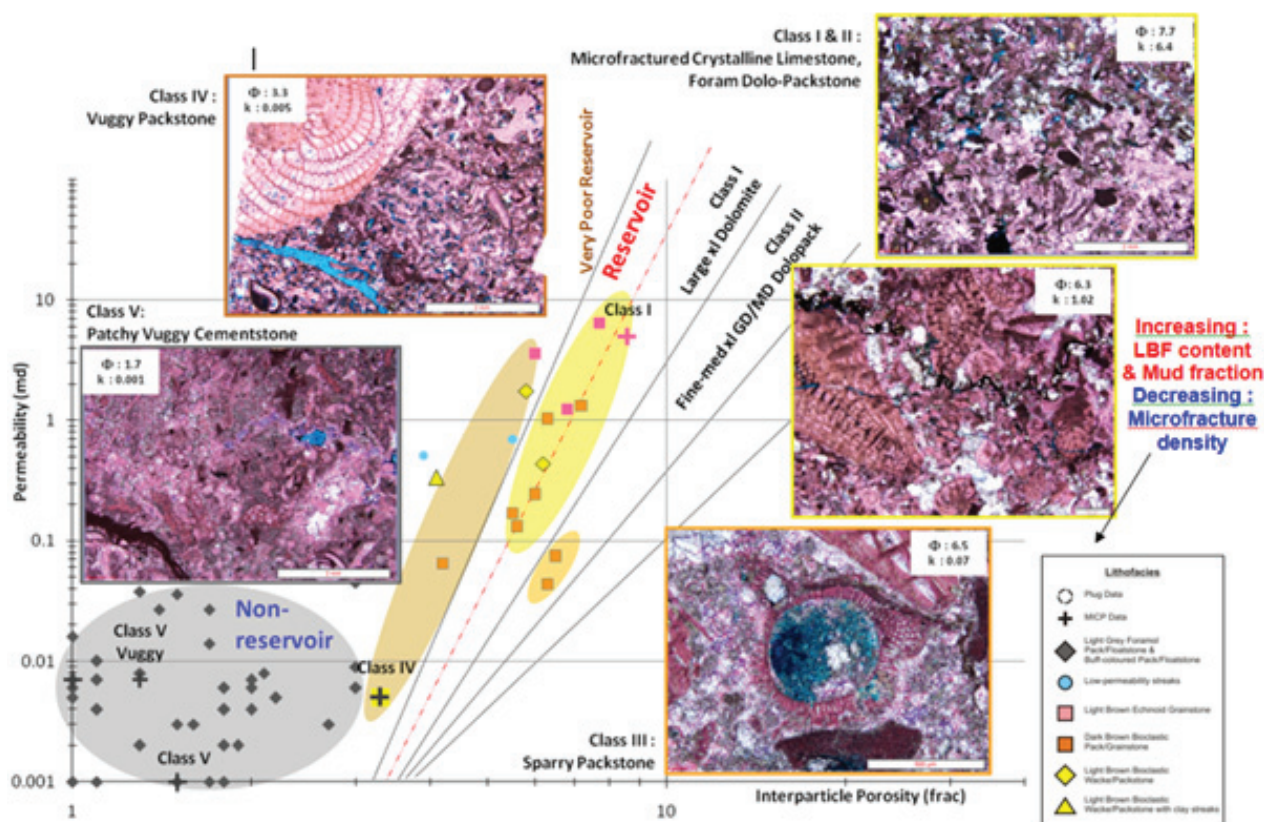 Class I & II :
Microfractured Crystalline Limestone,
Foram Dolo-Packstone
Φ : 7.7
k : 6.4
Class IV :
Vuggy Packstone
Φ : 3.3
k : 0.005
Very Poor Reservoir
Reservoir
Class I
Large xl Dolomite
Class II
Fine-med xl GD/MD Dolopack
Φ: 6.3
k : 1.02
Increasing :
LBF content
& Mud fraction
Decreasing :
Microfracture
density
Class V:
Patchy Vuggy Cementstone
Φ : 1.7
k : 0.001
Class I
Permeability (md)
10
1
0.1
0.01
0.001
Non-
reservoir
Class V
Vuggy
Class V
Class IV
Class III :
Sparry Packstone
Φ : 6.5
k : 0.07
1
10
Interparticle Porosity (frac)
Lithofacies
Plug Data
MICP Data
Light Grey Foramol
Pack/Floatstone &
Buff-coloured Pack/Floatstone
Low-permeability streaks
Light Brown Echinoid Grainstone
Dark Brown Bioclastic
Pack/Grainstone
Light Brown Bioclastic
Wacke/Packstone
Light Brown Bioclastic
Wacke/Packstone with clay streaks